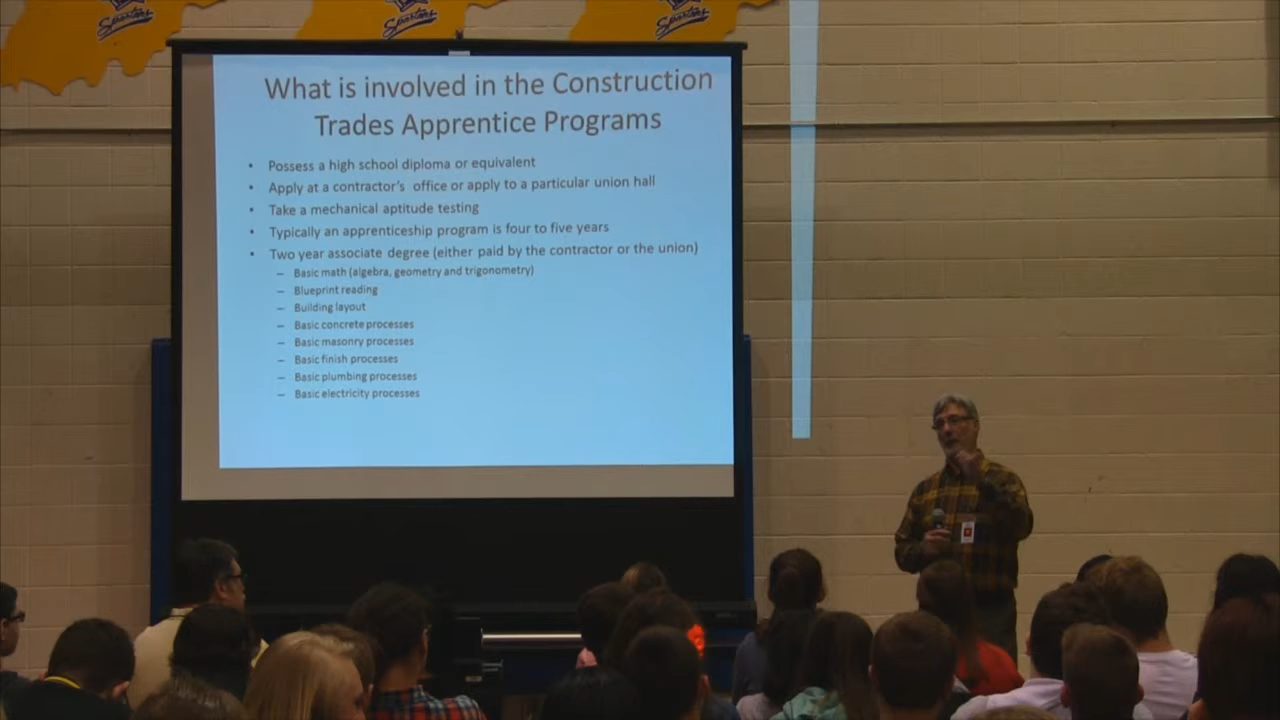 Spartans Spartans Spartans
What is involved in the Construction
Trades Apprentice Programs
• Possess a high school diploma or equivalent
• Apply at a contractor's office or apply to a particular union hall
• Take a mechanical aptitude testing
• Typically an apprenticeship program is four to five years
• Two year associate degree (either paid by the contractor or the union)
– Basic math (algebra, geometry and trigonometry)
– Blueprint reading
– Building layout
– Basic concrete processes
– Basic masonry processes
– Basic finish processes
– Basic plumbing processes
– Basic electricity processes